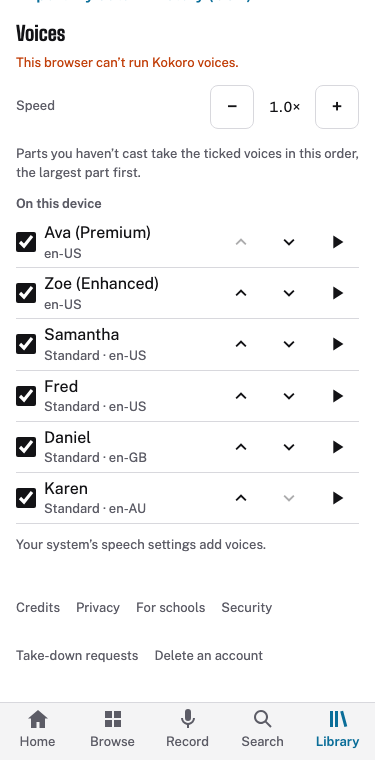 Voices
This browser can't run Kokoro voices.
Speed
− 1.0× +
Parts you haven't cast take the ticked voices in this order,
the largest part first.
On this device
Ava (Premium)
en-US
Zoe (Enhanced)
en-US
Samantha
Standard · en-US
Fred
Standard · en-US
Daniel
Standard · en-GB
Karen
Standard · en-AU
Your system's speech settings add voices.
Credits Privacy For schools Security
Take-down requests Delete an account
Home Browse Record Search Library